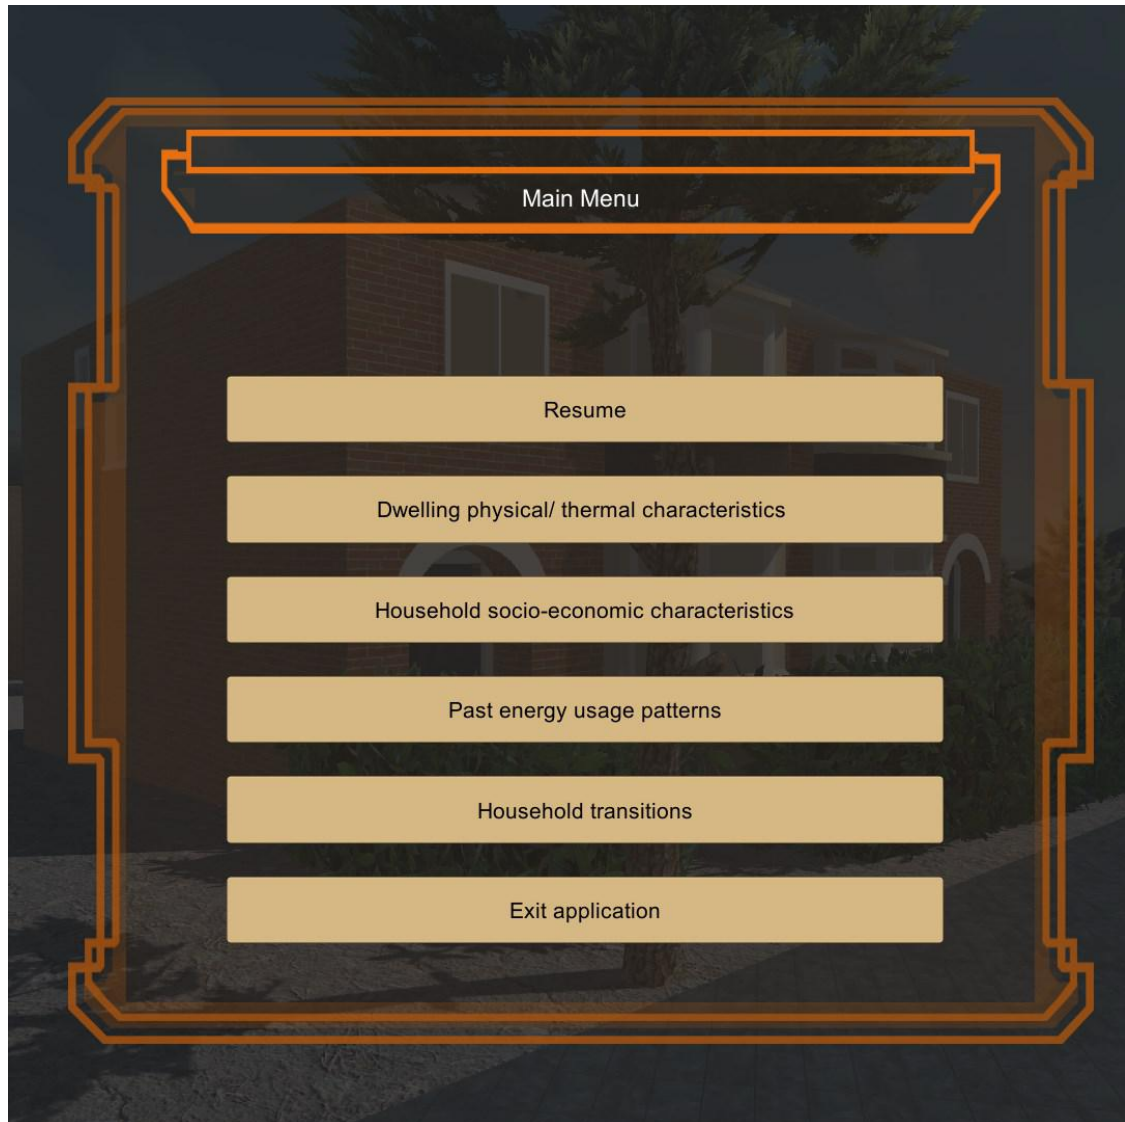 Main Menu
Resume
Dwelling physical/ thermal characteristics
Household socio-economic characteristics
Past energy usage patterns
Household transitions
Exit application